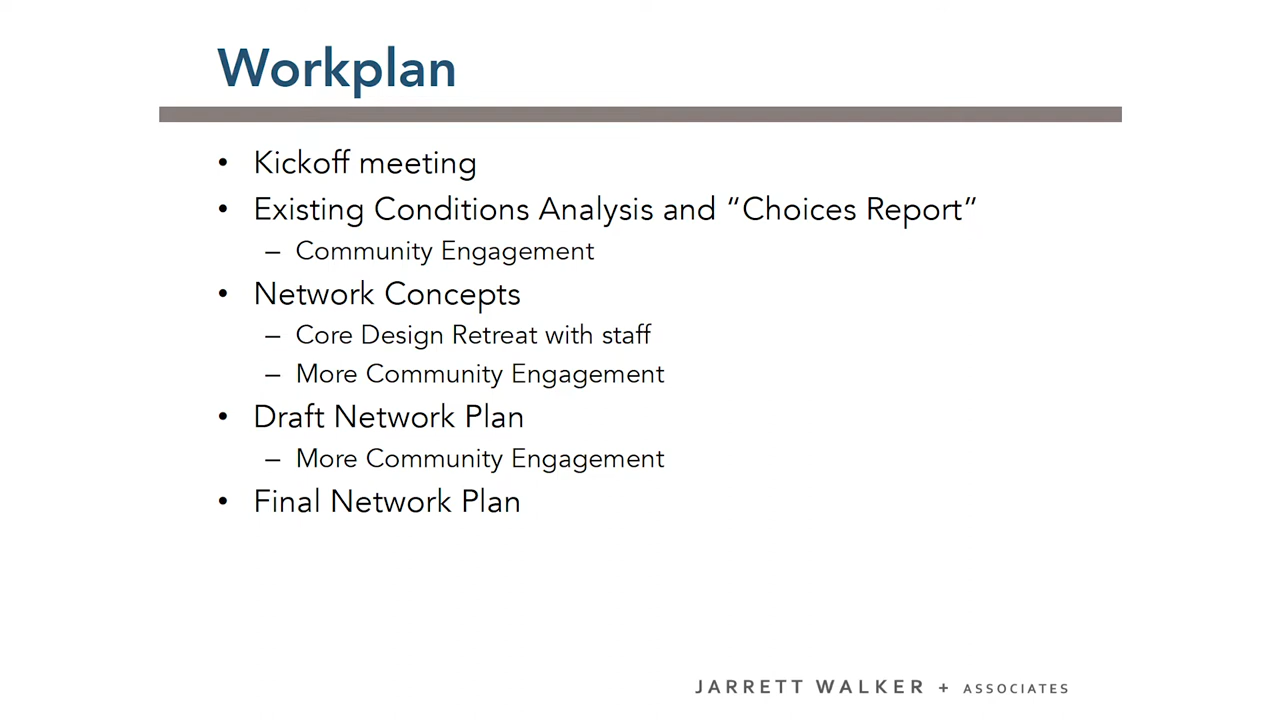 Workplan
• Kickoff meeting
• Existing Conditions Analysis and “Choices Report”
– Community Engagement
• Network Concepts
– Core Design Retreat with staff
– More Community Engagement
• Draft Network Plan
– More Community Engagement
• Final Network Plan
JARRETT WALKER + ASSOCIATES